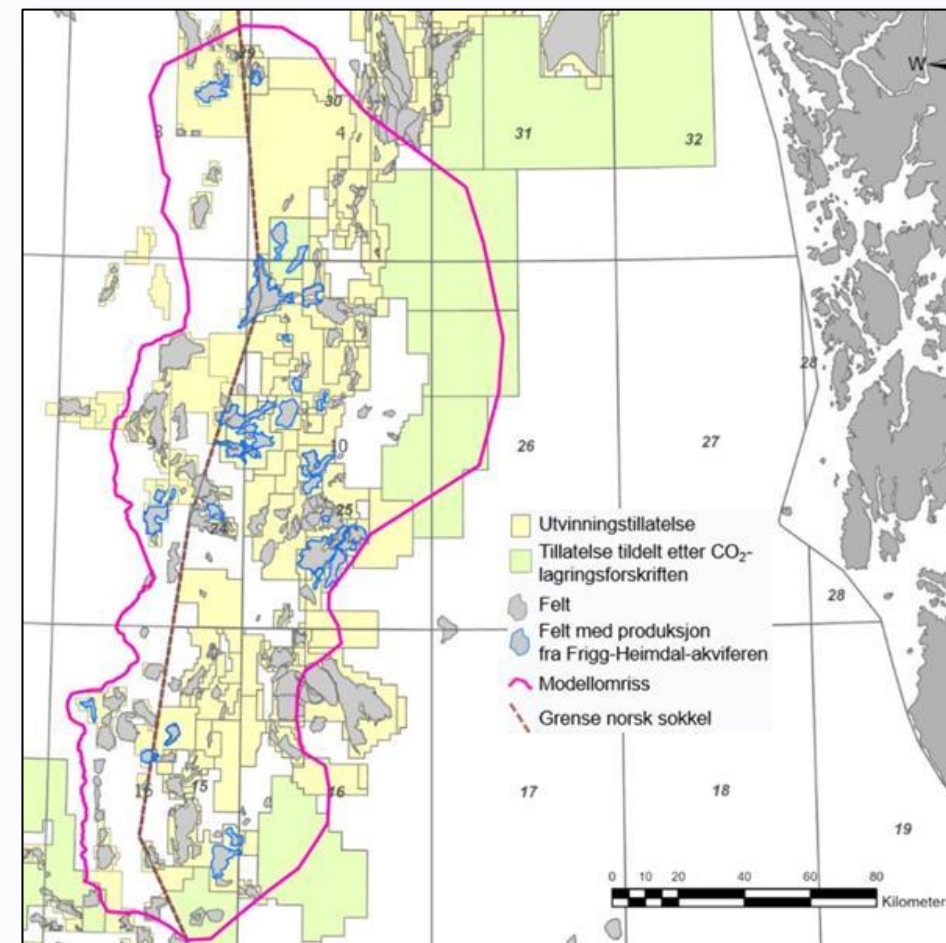 29
W
30
3
4
31
32
28
9
10
26
27
24
25
Utvinningstillatelse
Tillatelse tildelt etter CO₂-
lagringsforskriften
Felt
28
Felt med produksjon
fra Frigg-Heimdal-akviferen
Modellomriss
Grense norsk sokkel
16
15
16
17
18
19
0 10 20 40 60 80
Kilometer